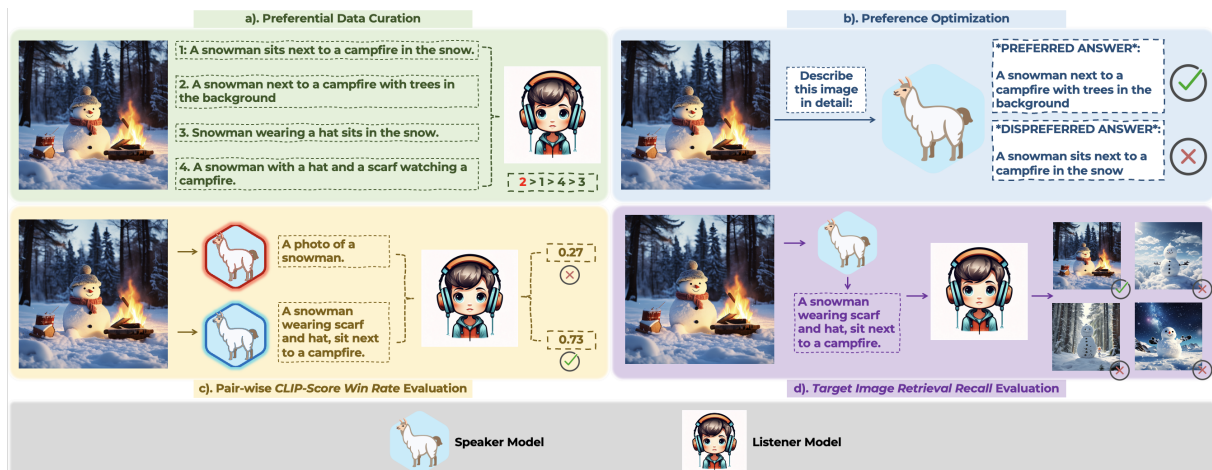 a). Preferential Data Curation
1: A snowman sits next to a campfire in the snow.
2. A snowman next to a campfire with trees in
the background
3. Snowman wearing a hat sits in the snow.
4. A snowman with a hat and a scarf watching a
campfire.
2 > 1 > 4 > 3
b). Preference Optimization
Describe
this image
in detail:
*PREFERRED ANSWER*:
A snowman next to a
campfire with trees in the
background
*DISPREFERRED ANSWER*:
A snowman sits next to a
campfire in the snow
A photo of a
snowman.
A snowman
wearing scarf
and hat, sit next
to a campfire.
0.27
0.73
c). Pair-wise CLIP-Score Win Rate Evaluation
A snowman
wearing scarf
and hat, sit next
to a campfire.
d). Target Image Retrieval Recall Evaluation
Speaker Model
Listener Model